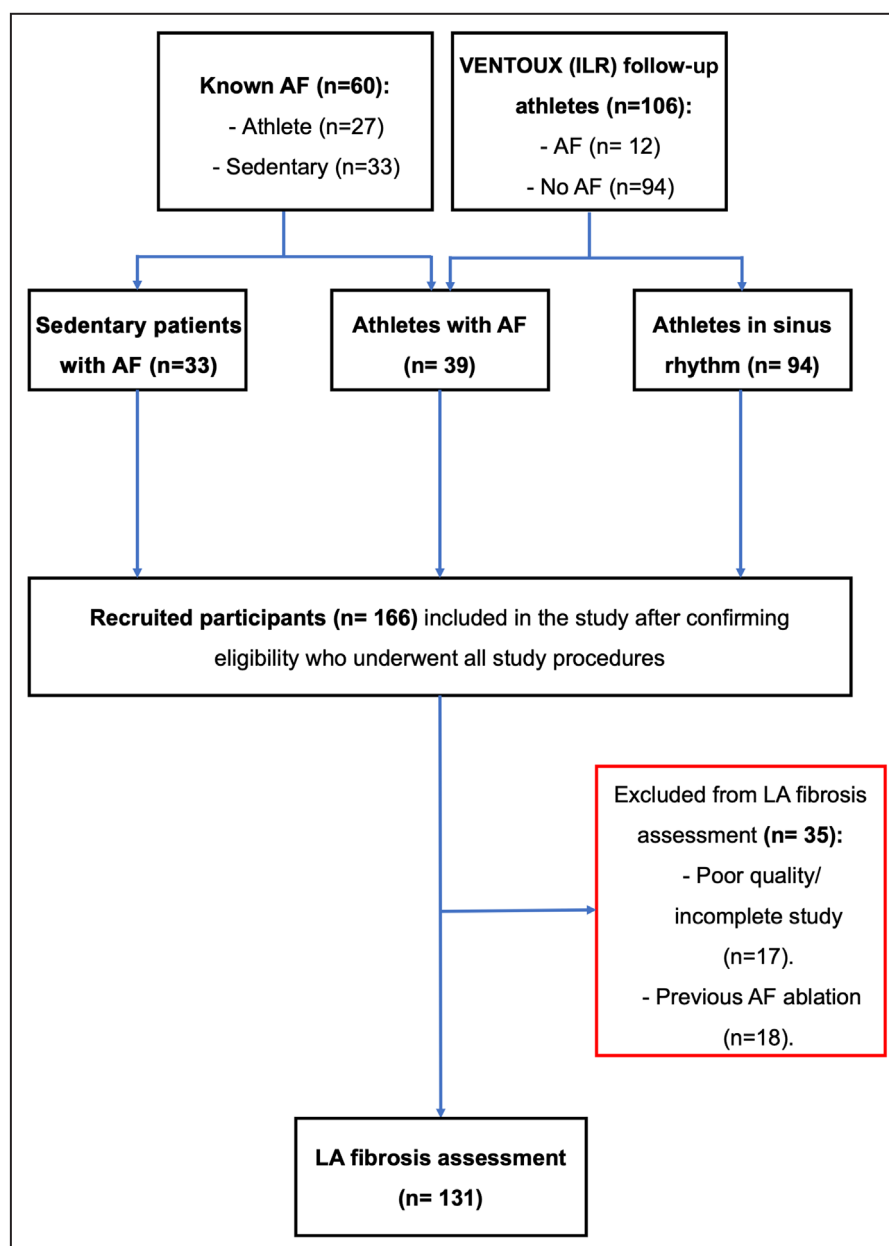 Known AF (n=60):
- Athlete (n=27)
- Sedentary (n=33)
VENTOUX (ILR) follow-up
athletes (n=106):
- AF (n= 12)
- No AF (n=94)
Sedentary patients
with AF (n=33)
Athletes with AF
(n= 39)
Athletes in sinus
rhythm (n= 94)
Recruited participants (n= 166) included in the study after confirming
eligibility who underwent all study procedures
Excluded from LA fibrosis
assessment (n= 35):
- Poor quality/
incomplete study
(n=17).
- Previous AF ablation
(n=18).
LA fibrosis assessment
(n= 131)